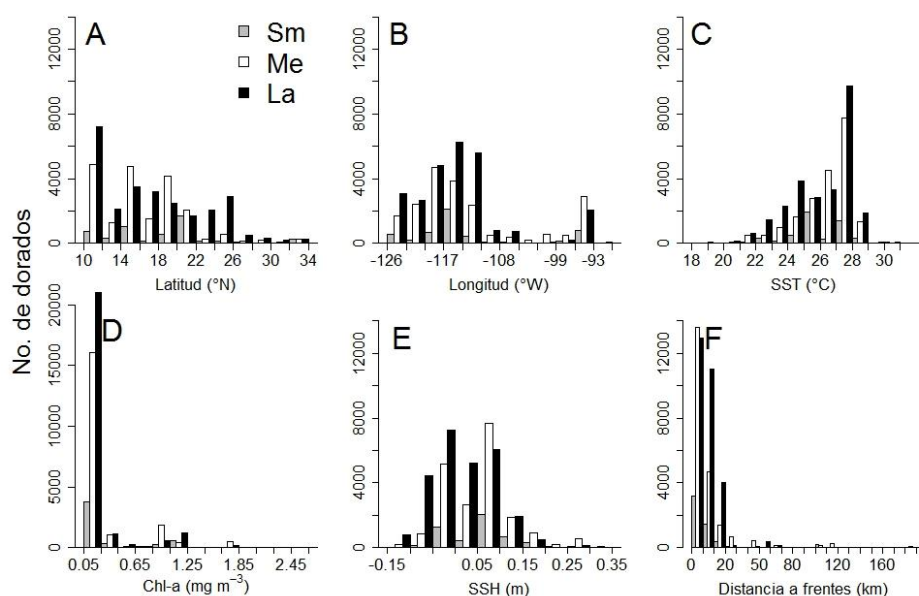 No. de dorados
A
Sm
Me
La
0 4000 8000 14000
10 14 18 22 26 30 34
Latitud (°N)
B
0 4000 8000 14000
-126 -117 -108 -99 -93
Longitud (°W)
C
0 4000 8000 14000
18 20 22 24 26 28 30
SST (°C)
D
0 5000 10000 15000 20000
0.05 0.65 1.25 1.85 2.45
Chl-a (mg m⁻³)
E
0 4000 8000 12000
-0.15 0.05 0.15 0.25 0.35
SSH (m)
F
0 4000 8000 12000
0 20 40 60 80 100 120 160
Distancia a frentes (km)